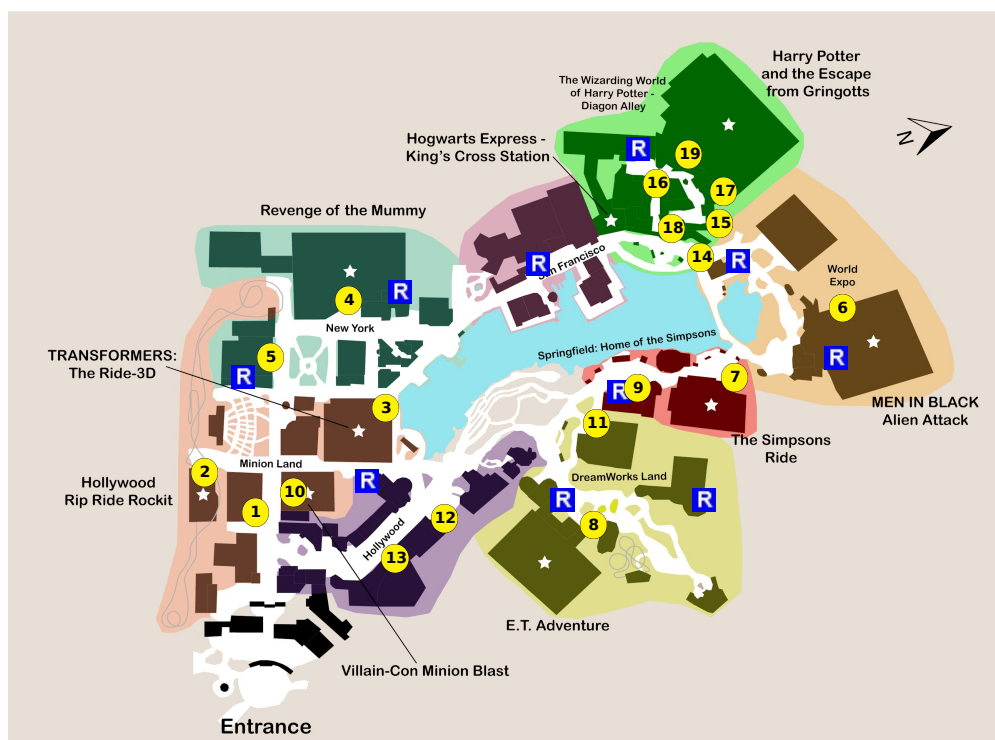 Harry Potter
and the Escape
from Gringotts
The Wizarding World
of Harry Potter -
Diagon Alley
Hogwarts Express -
King's Cross Station
N
R
19
16
17
18
15
14
R
Revenge of the Mummy
San Francisco
R
World
Expo
6
R
4
R
New York
Springfield: Home of the Simpsons
TRANSFORMERS:
The Ride-3D
5
R
3
7
R
9
MEN IN BLACK
Alien Attack
11
The Simpsons
Ride
Minion Land
2
Hollywood
Rip Ride Rockit
1
10
R
DreamWorks Land
R
R
8
12
Hollywood
13
E.T. Adventure
Villain-Con Minion Blast
Entrance